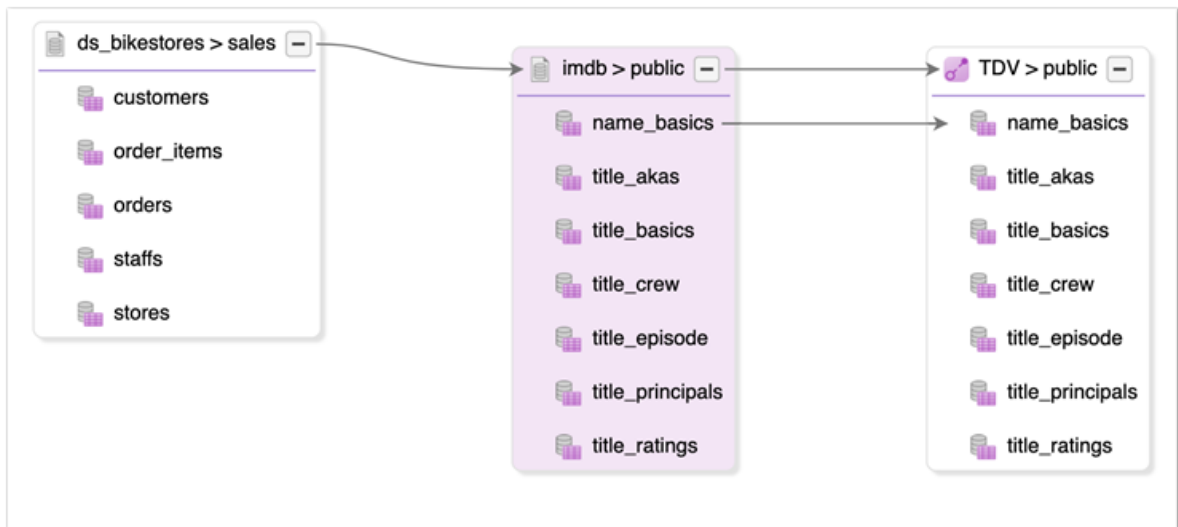 ds_bikestores > sales
customers
order_items
orders
staffs
stores
imdb > public
name_basics
title_akas
title_basics
title_crew
title_episode
title_principals
title_ratings
TDV > public
name_basics
title_akas
title_basics
title_crew
title_episode
title_principals
title_ratings